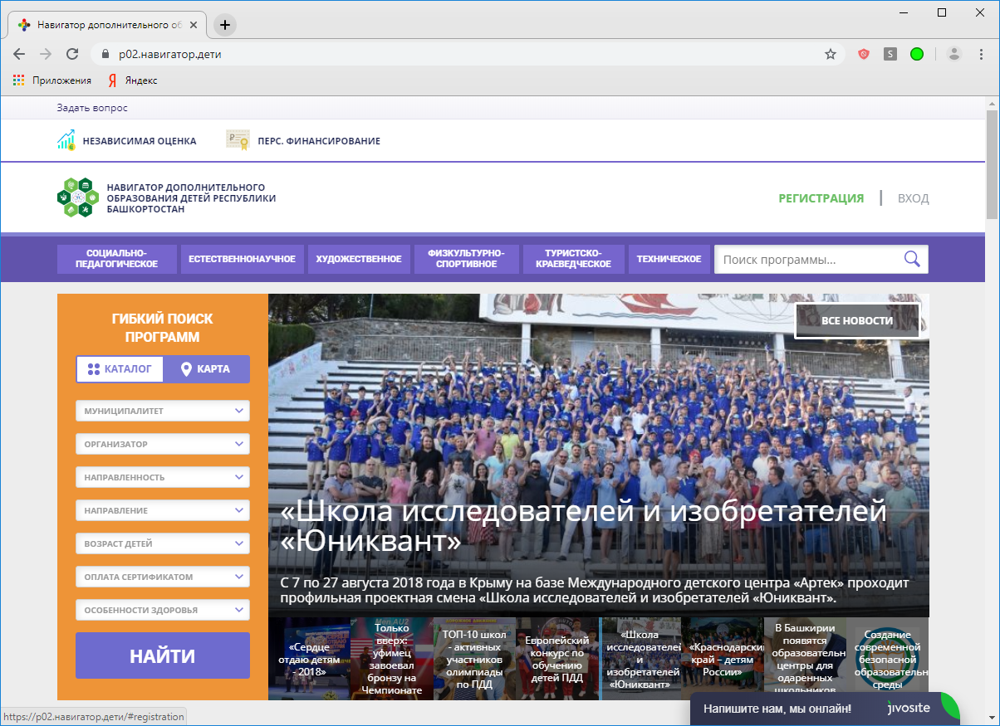 Навигатор дополнительного об
p02.навигатор.дети
S
Приложения
Я Яндекс
Задать вопрос
НЕЗАВИСИМАЯ ОЦЕНКА
ПЕРС. ФИНАНСИРОВАНИЕ
НАВИГАТОР ДОПОЛНИТЕЛЬНОГО
ОБРАЗОВАНИЯ ДЕТЕЙ РЕСПУБЛИКИ
БАШКОРТОСТАН
РЕГИСТРАЦИЯ
ВХОД
СОЦИАЛЬНО-
ПЕДАГОГИЧЕСКОЕ
ЕСТЕСТВЕННОНАУЧНОЕ
ХУДОЖЕСТВЕННОЕ
ФИЗКУЛЬТУРНО-
СПОРТИВНОЕ
ТУРИСТСКО-
КРАЕВЕДЧЕСКОЕ
ТЕХНИЧЕСКОЕ
Поиск программы...
ГИБКИЙ ПОИСК
ПРОГРАММ
КАТАЛОГ
КАРТА
МУНИЦИПАЛИТЕТ
ОРГАНИЗАТОР
НАПРАВЛЕННОСТЬ
НАПРАВЛЕНИЕ
ВОЗРАСТ ДЕТЕЙ
ОПЛАТА СЕРТИФИКАТОМ
ОСОБЕННОСТИ ЗДОРОВЬЯ
НАЙТИ
ВСЕ НОВОСТИ
«Школа исследователей и изобретателей
«Юниквант»
С 7 по 27 августа 2018 года в Крыму на базе Международного детского центра «Артек» проходит
профильная проектная смена «Школа исследователей и изобретателей «Юниквант».
«Сердце
отдаю детям
- 2018»
Только
вверх:
уфимец
завоевал
бронзу на
Чемпионате
ТОП-10 школ
- активных
участников
олимпиады
по ПДД
Европейский
конкурс по
обучению
детей ПДД
«Школа
исследователей
и
изобретателей
«Юниквант»
«Краснодарский
край – детям
России»
В Башкирии
появятся
образовательные
центры для
одаренных
школьников
Создание
современной
безопасной
образовательной
среды
https://p02.навигатор.дети/#registration
Напишите нам, мы онлайн!
jivosite